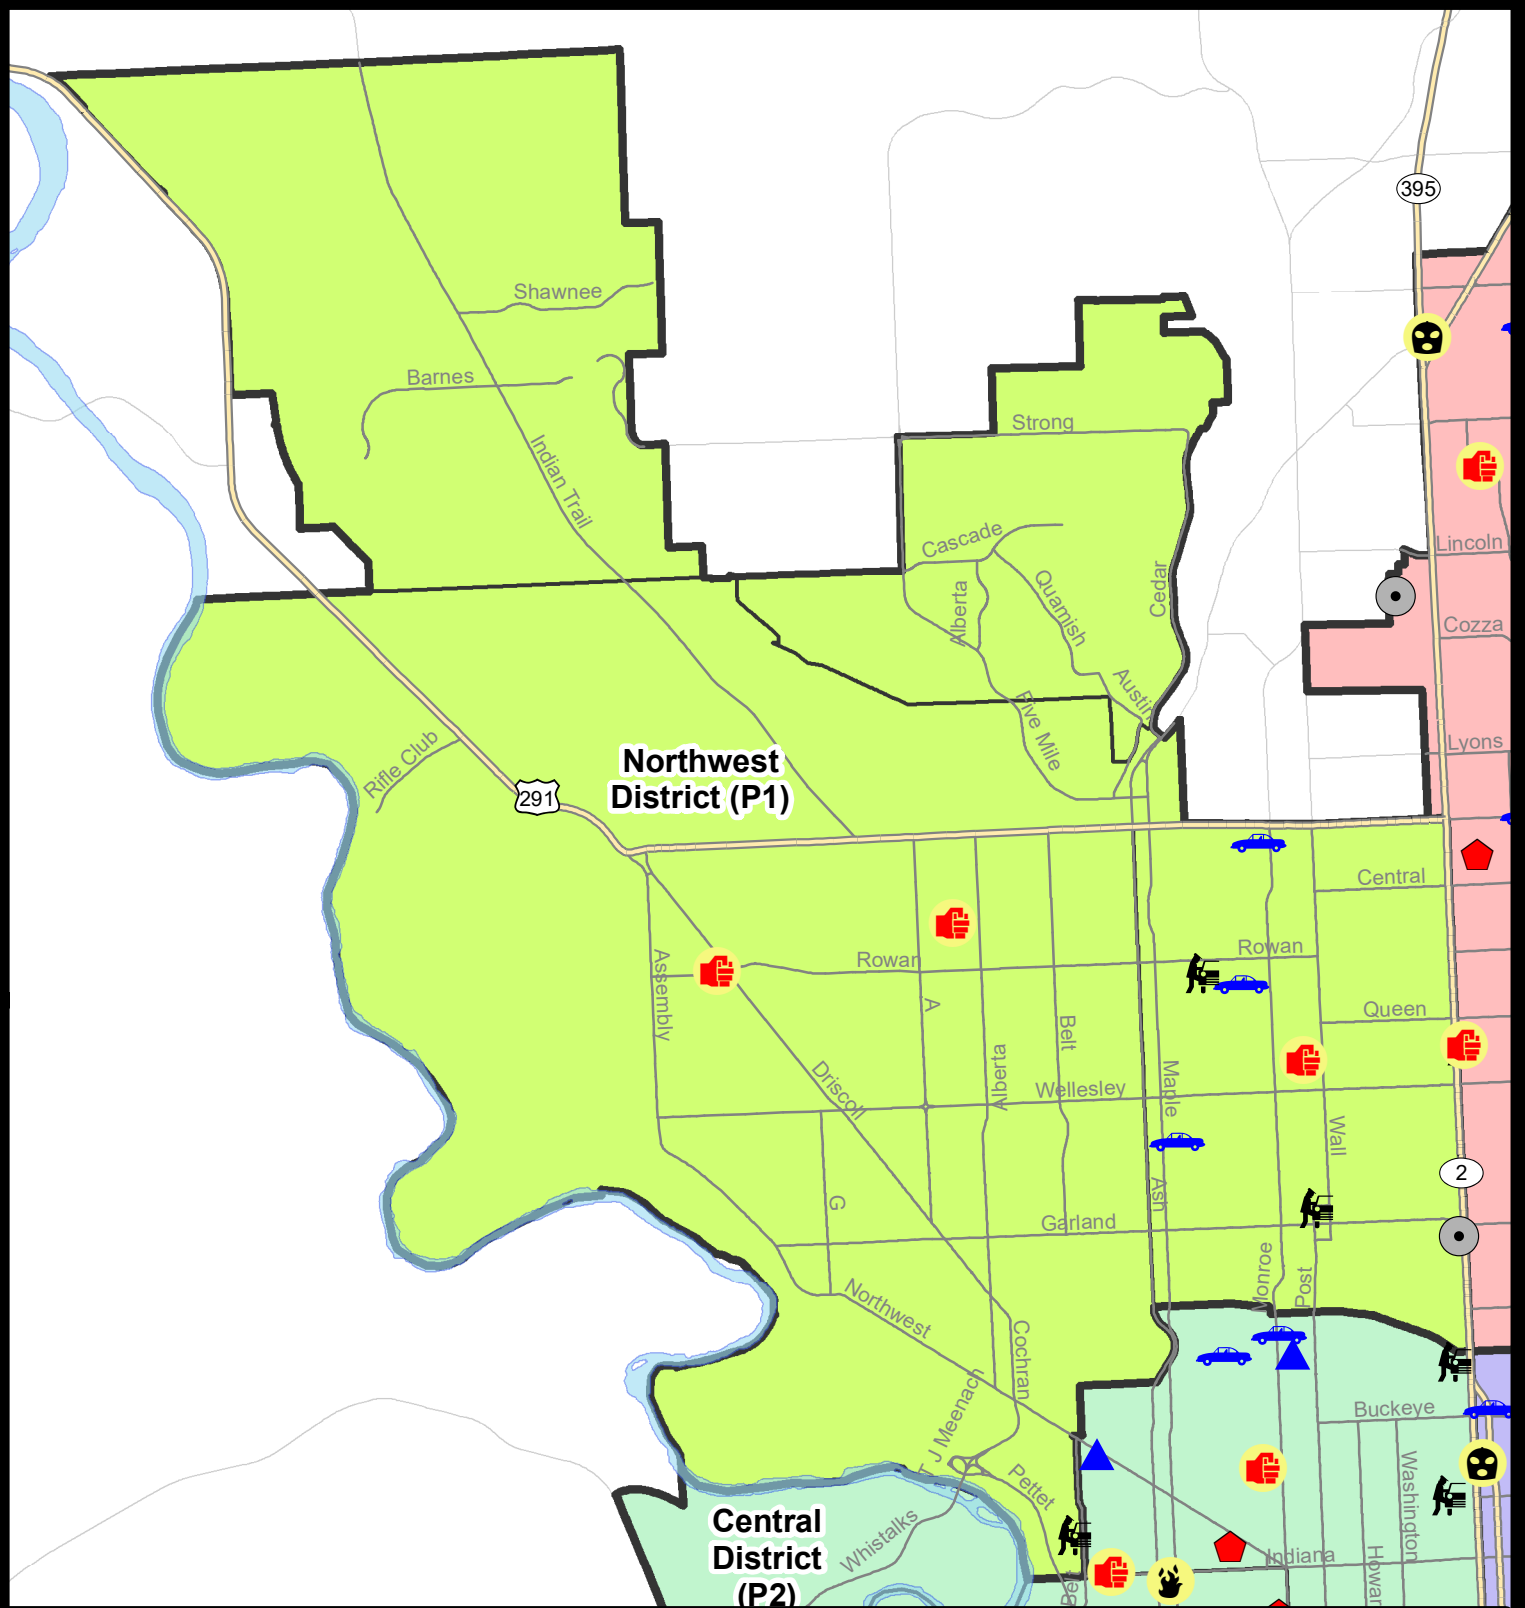 395
Shawnee
Barnes
Strong
Indian Trail
Cascade
Lincoln
Alberta
Quamish
Cedar
Cozza
Austin
Five Mile
Lyons
Rifle Club
Northwest
District (P1)
291
Central
Rowan
Rowan
Assembly
A
Queen
Belt
Alberta
Driscoll
Wellesley
Maple
Wall
2
Ash
G
Garland
Monroe
Post
Northwest
Cochran
T J Meenach
Buckeye
Pettet
Washington
Central
District
(P2)
Whistalks
Indiana
Howar
Belt